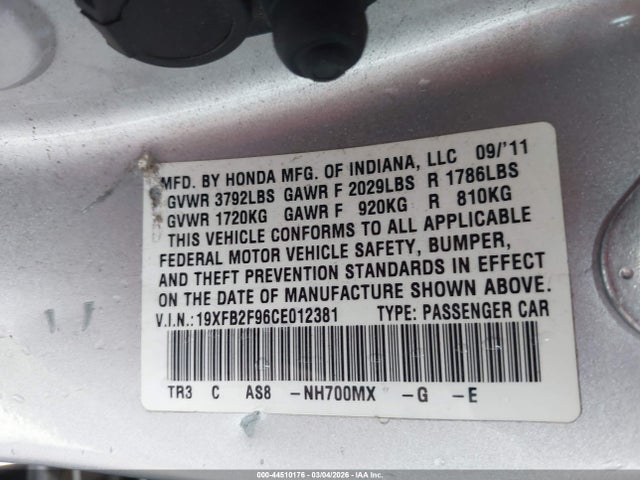 MFD. BY HONDA MFG. OF INDIANA, LLC 09/'11
GVWR 3792LBS GAWR F 2029LBS R 1786LBS
GVWR 1720KG GAWR F 920KG R 810KG
THIS VEHICLE CONFORMS TO ALL APPLICABLE
FEDERAL MOTOR VEHICLE SAFETY, BUMPER,
AND THEFT PREVENTION STANDARDS IN EFFECT
ON THE DATE OF MANUFACTURE SHOWN ABOVE.
V.I.N.:19XFB2F96CE012381 TYPE: PASSENGER CAR
TR3 C AS8 -NH700MX -G -E
000-44510176 - 03/04/2026 - IAA Corp.